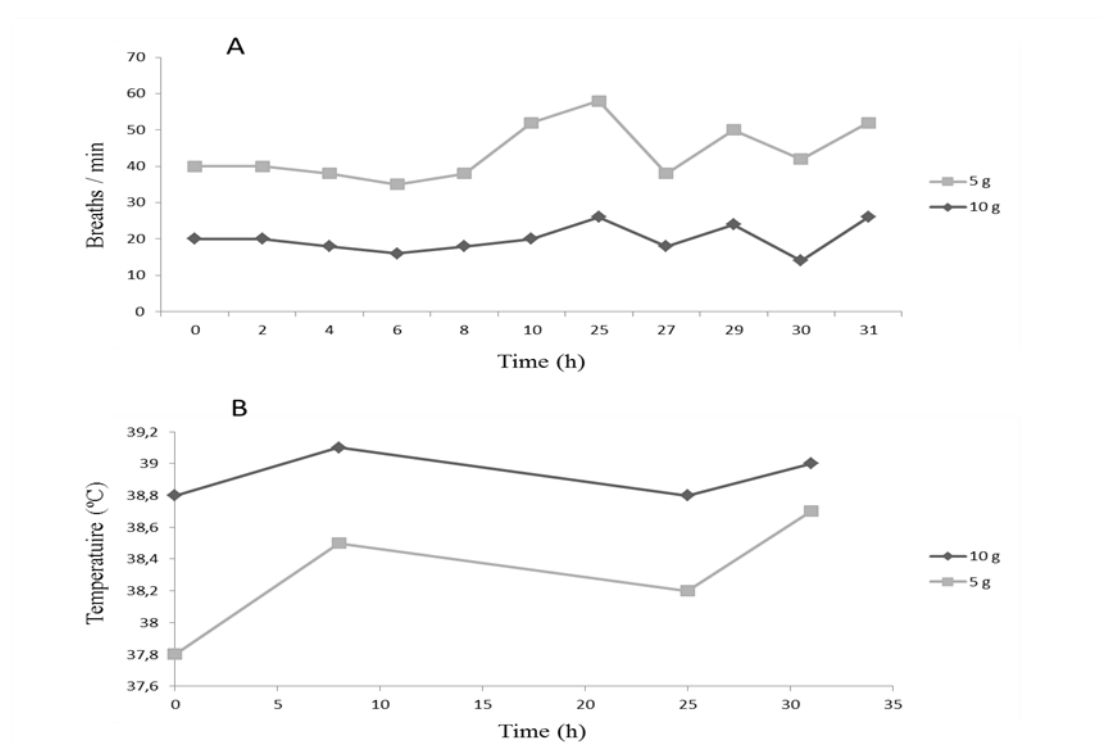 A
70
60
50
40
30
20
10
0
Breaths / min
0 2 4 6 8 10 25 27 29 30 31
Time (h)
5 g
10 g
B
39,2
39
38,8
38,6
38,4
38,2
38
37,8
37,6
Temperatuire (ºC)
0 5 10 15 20 25 30 35
Time (h)
10 g
5 g